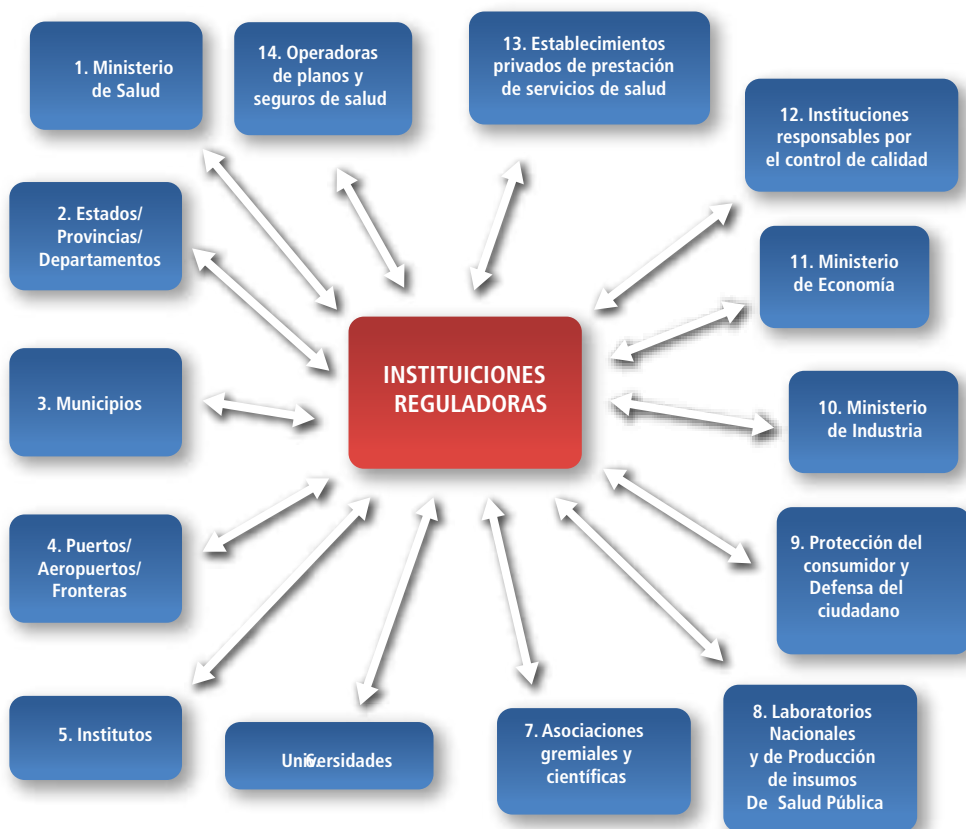 1. Ministerio
de Salud
14. Operadoras
de planos y
seguros de salud
13. Establecimientos
privados de prestación
de servicios de salud
12. Instituciones
responsables por
el control de calidad
2. Estados/
Provincias/
Departamentos
11. Ministerio
de Economía
INSTITUICIONES
REGULADORAS
3. Municipios
10. Ministerio
de Industria
4. Puertos/
Aeropuertos/
Fronteras
9. Protección del
consumidor y
Defensa del
ciudadano
5. Institutos
6.
Universidades
7. Asociaciones
gremiales y
científicas
8. Laboratorios
Nacionales
y de Producción
de insumos
De Salud Pública